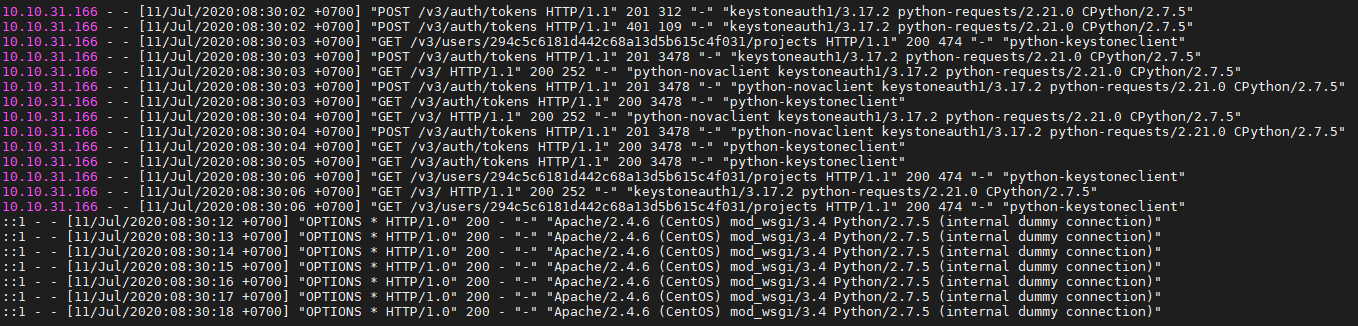 10.10.31.166 - - [11/Jul/2020:08:30:02 +0700] "POST /v3/auth/tokens HTTP/1.1" 201 312 "-" "keystoneauth1/3.17.2 python-requests/2.21.0 CPython/2.7.5"
10.10.31.166 - - [11/Jul/2020:08:30:02 +0700] "POST /v3/auth/tokens HTTP/1.1" 401 109 "-" "keystoneauth1/3.17.2 python-requests/2.21.0 CPython/2.7.5"
10.10.31.166 - - [11/Jul/2020:08:30:03 +0700] "GET /v3/users/294c5c6181d442c68a13d5b615c4f031/projects HTTP/1.1" 200 474 "-" "python-keystoneclient"
10.10.31.166 - - [11/Jul/2020:08:30:03 +0700] "POST /v3/auth/tokens HTTP/1.1" 201 3478 "-" "keystoneauth1/3.17.2 python-requests/2.21.0 CPython/2.7.5"
10.10.31.166 - - [11/Jul/2020:08:30:03 +0700] "GET /v3/ HTTP/1.1" 200 252 "-" "python-novaclient keystoneauth1/3.17.2 python-requests/2.21.0 CPython/2.7.5"
10.10.31.166 - - [11/Jul/2020:08:30:03 +0700] "POST /v3/auth/tokens HTTP/1.1" 201 3478 "-" "python-novaclient keystoneauth1/3.17.2 python-requests/2.21.0 CPython/2.7.5"
10.10.31.166 - - [11/Jul/2020:08:30:03 +0700] "GET /v3/auth/tokens HTTP/1.1" 200 3478 "-" "python-keystoneclient"
10.10.31.166 - - [11/Jul/2020:08:30:04 +0700] "GET /v3/ HTTP/1.1" 200 252 "-" "python-novaclient keystoneauth1/3.17.2 python-requests/2.21.0 CPython/2.7.5"
10.10.31.166 - - [11/Jul/2020:08:30:04 +0700] "POST /v3/auth/tokens HTTP/1.1" 201 3478 "-" "python-novaclient keystoneauth1/3.17.2 python-requests/2.21.0 CPython/2.7.5"
10.10.31.166 - - [11/Jul/2020:08:30:04 +0700] "GET /v3/auth/tokens HTTP/1.1" 200 3478 "-" "python-keystoneclient"
10.10.31.166 - - [11/Jul/2020:08:30:05 +0700] "GET /v3/auth/tokens HTTP/1.1" 200 3478 "-" "python-keystoneclient"
10.10.31.166 - - [11/Jul/2020:08:30:06 +0700] "GET /v3/users/294c5c6181d442c68a13d5b615c4f031/projects HTTP/1.1" 200 474 "-" "python-keystoneclient"
10.10.31.166 - - [11/Jul/2020:08:30:06 +0700] "GET /v3/ HTTP/1.1" 200 252 "-" "keystoneauth1/3.17.2 python-requests/2.21.0 CPython/2.7.5"
10.10.31.166 - - [11/Jul/2020:08:30:06 +0700] "GET /v3/users/294c5c6181d442c68a13d5b615c4f031/projects HTTP/1.1" 200 474 "-" "python-keystoneclient"
::1 - - [11/Jul/2020:08:30:12 +0700] "OPTIONS * HTTP/1.0" 200 - "-" "Apache/2.4.6 (CentOS) mod_wsgi/3.4 Python/2.7.5 (internal dummy connection)"
::1 - - [11/Jul/2020:08:30:13 +0700] "OPTIONS * HTTP/1.0" 200 - "-" "Apache/2.4.6 (CentOS) mod_wsgi/3.4 Python/2.7.5 (internal dummy connection)"
::1 - - [11/Jul/2020:08:30:14 +0700] "OPTIONS * HTTP/1.0" 200 - "-" "Apache/2.4.6 (CentOS) mod_wsgi/3.4 Python/2.7.5 (internal dummy connection)"
::1 - - [11/Jul/2020:08:30:15 +0700] "OPTIONS * HTTP/1.0" 200 - "-" "Apache/2.4.6 (CentOS) mod_wsgi/3.4 Python/2.7.5 (internal dummy connection)"
::1 - - [11/Jul/2020:08:30:16 +0700] "OPTIONS * HTTP/1.0" 200 - "-" "Apache/2.4.6 (CentOS) mod_wsgi/3.4 Python/2.7.5 (internal dummy connection)"
::1 - - [11/Jul/2020:08:30:17 +0700] "OPTIONS * HTTP/1.0" 200 - "-" "Apache/2.4.6 (CentOS) mod_wsgi/3.4 Python/2.7.5 (internal dummy connection)"
::1 - - [11/Jul/2020:08:30:18 +0700] "OPTIONS * HTTP/1.0" 200 - "-" "Apache/2.4.6 (CentOS) mod_wsgi/3.4 Python/2.7.5 (internal dummy connection)"